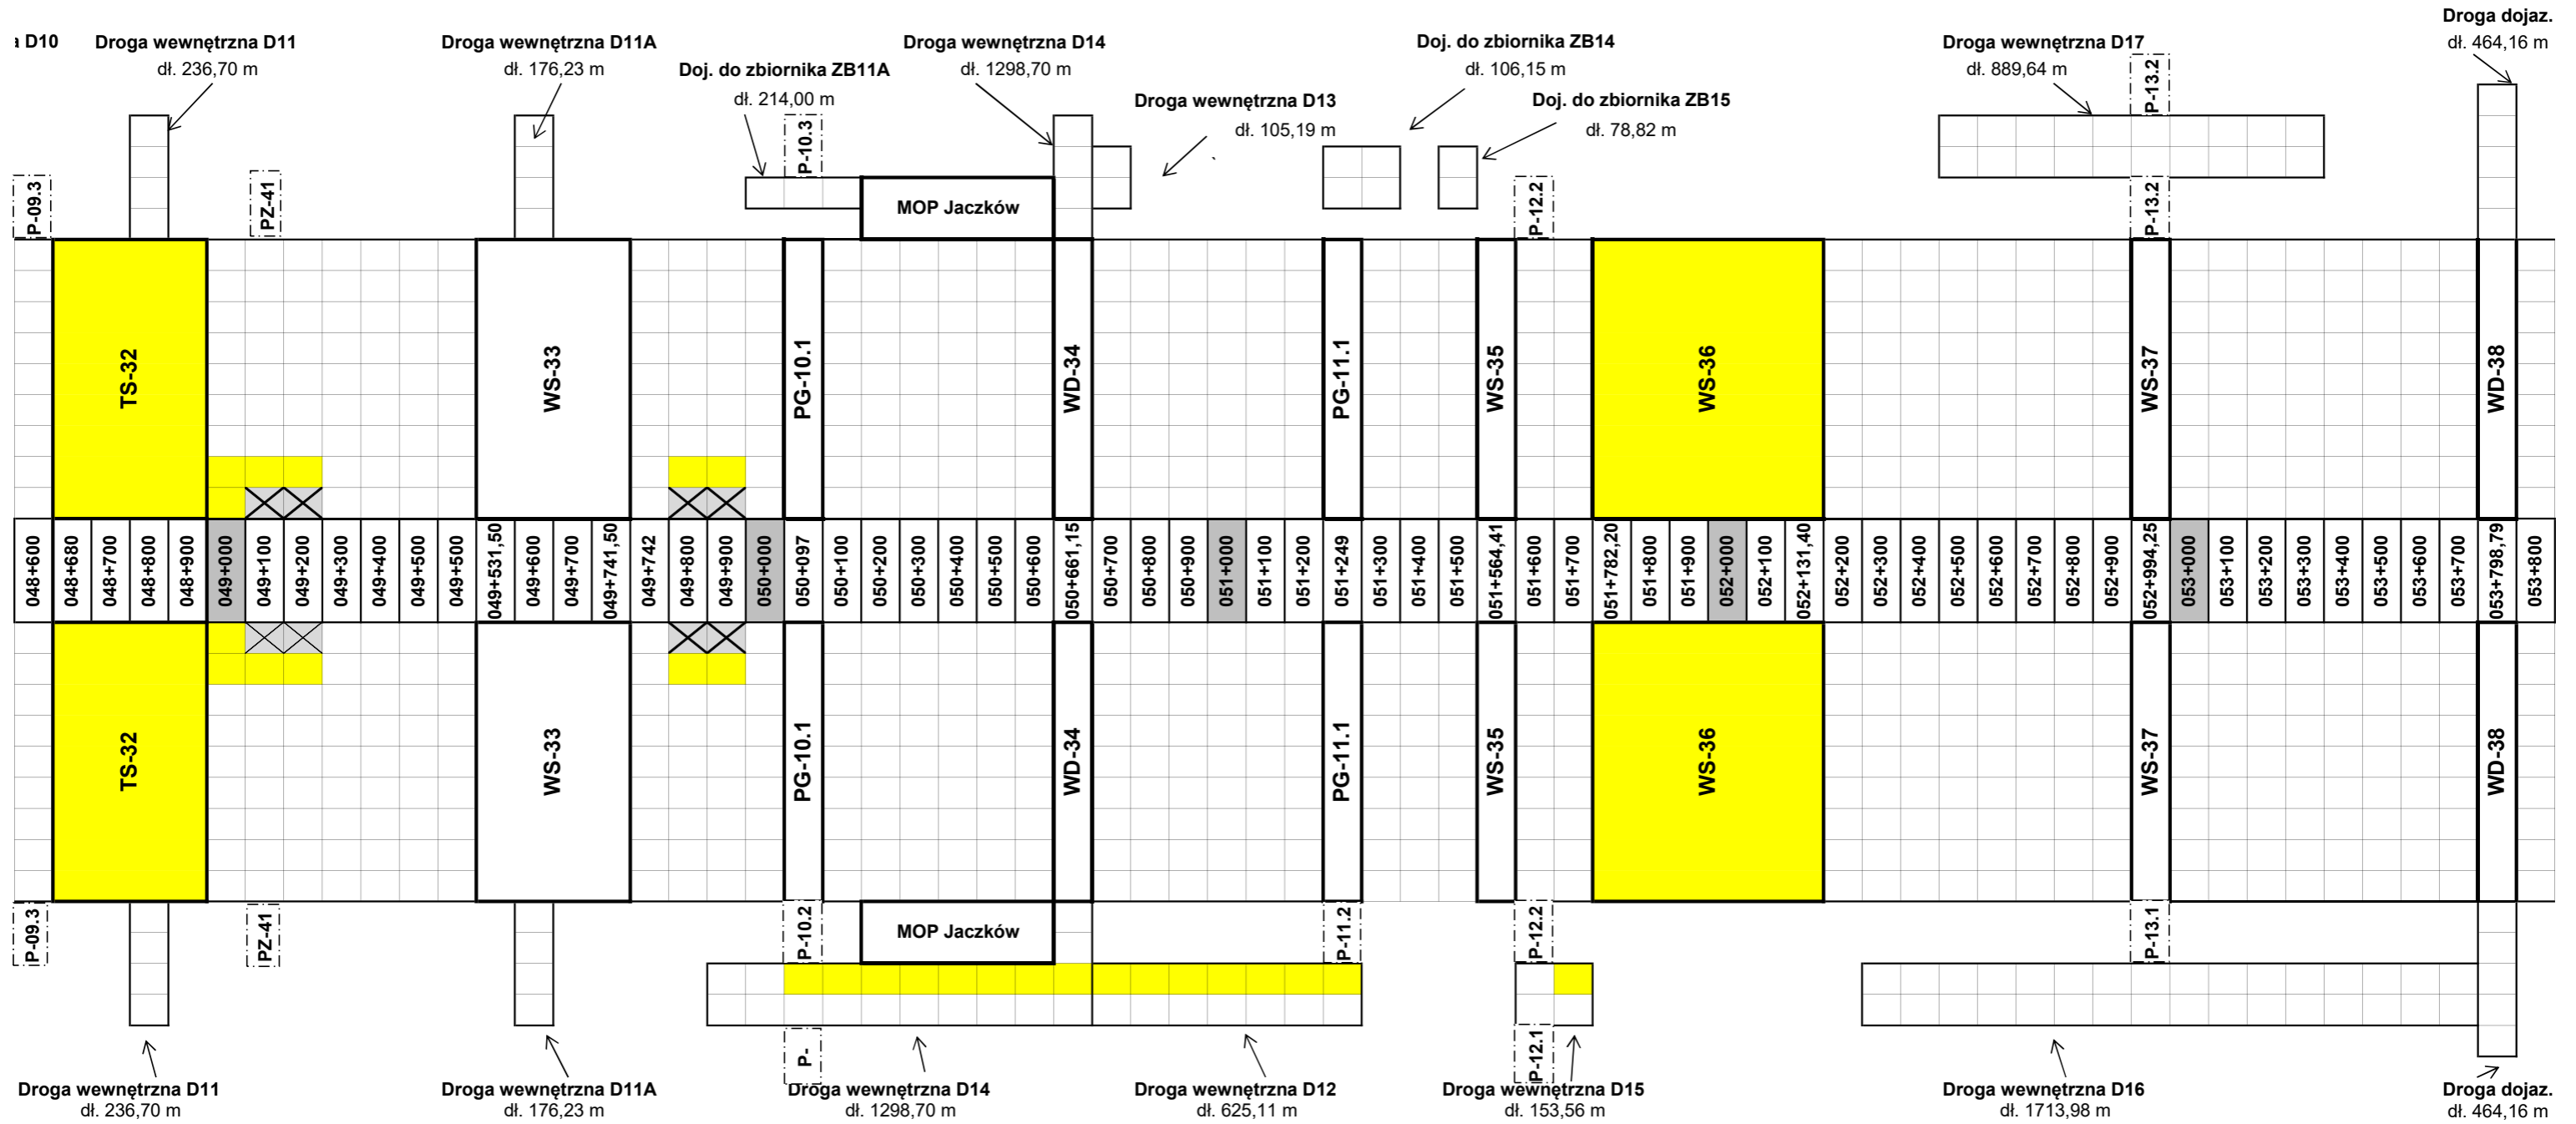 Droga dojaz.
a D10
Droga wewnętrzna D11
Droga wewnętrzna D11A
Droga wewnętrzna D14
Doj. do zbiornika ZB14
Droga wewnętrzna D17
dł. 464,16 m
dł. 236,70 m
dł. 176,23 m
Doj. do zbiornika ZB11A
dł. 1298,70 m
dł. 106,15 m
dł. 889,64 m
P-13.2
dł. 214,00 m
Droga wewnętrzna D13
Doj. do zbiornika ZB15
dł. 105,19 m
dł. 78,82 m
P-10.3
P-09.3
PZ-41
MOP Jaczków
P-12.2
P-13.2
TS-32
WS-33
PG-10.1
WD-34
PG-11.1
WS-35
WS-36
WS-37
WD-38
048+600
048+680
048+700
048+800
048+900
049+000
049+100
049+200
049+300
049+400
049+500
049+500
049+531,50
049+600
049+700
049+741,50
049+742
049+800
049+900
050+000
050+097
050+100
050+200
050+300
050+400
050+500
050+600
050+661,15
050+700
050+800
050+900
051+000
051+100
051+200
051+249
051+300
051+400
051+500
051+564,41
051+600
051+700
051+782,20
051+800
051+900
052+000
052+100
052+131,40
052+200
052+300
052+400
052+500
052+600
052+700
052+800
052+900
052+994,25
053+000
053+100
053+200
053+300
053+400
053+500
053+600
053+700
053+798,79
053+800
TS-32
WS-33
PG-10.1
WD-34
PG-11.1
WS-35
WS-36
WS-37
WD-38
P-09.3
PZ-41
P-10.2
MOP Jaczków
P-11.2
P-12.2
P-13.1
P-
P-12.1
Droga wewnętrzna D11
Droga wewnętrzna D11A
Droga wewnętrzna D14
Droga wewnętrzna D12
Droga wewnętrzna D15
Droga wewnętrzna D16
Droga dojaz.
dł. 236,70 m
dł. 176,23 m
dł. 1298,70 m
dł. 625,11 m
dł. 153,56 m
dł. 1713,98 m
dł. 464,16 m